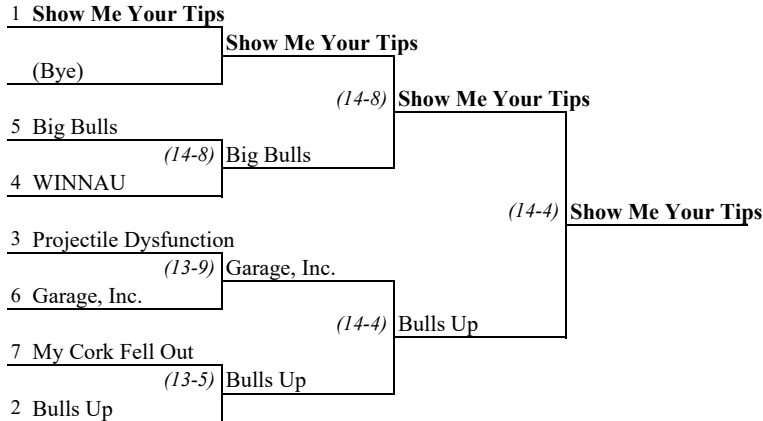 1 Show Me Your Tips
Show Me Your Tips
(Bye)
(14-8) Show Me Your Tips
5 Big Bulls
(14-8) Big Bulls
4 WINNAU
(14-4) Show Me Your Tips
3 Projectile Dysfunction
(13-9) Garage, Inc.
6 Garage, Inc.
(14-4) Bulls Up
7 My Cork Fell Out
(13-5) Bulls Up
2 Bulls Up